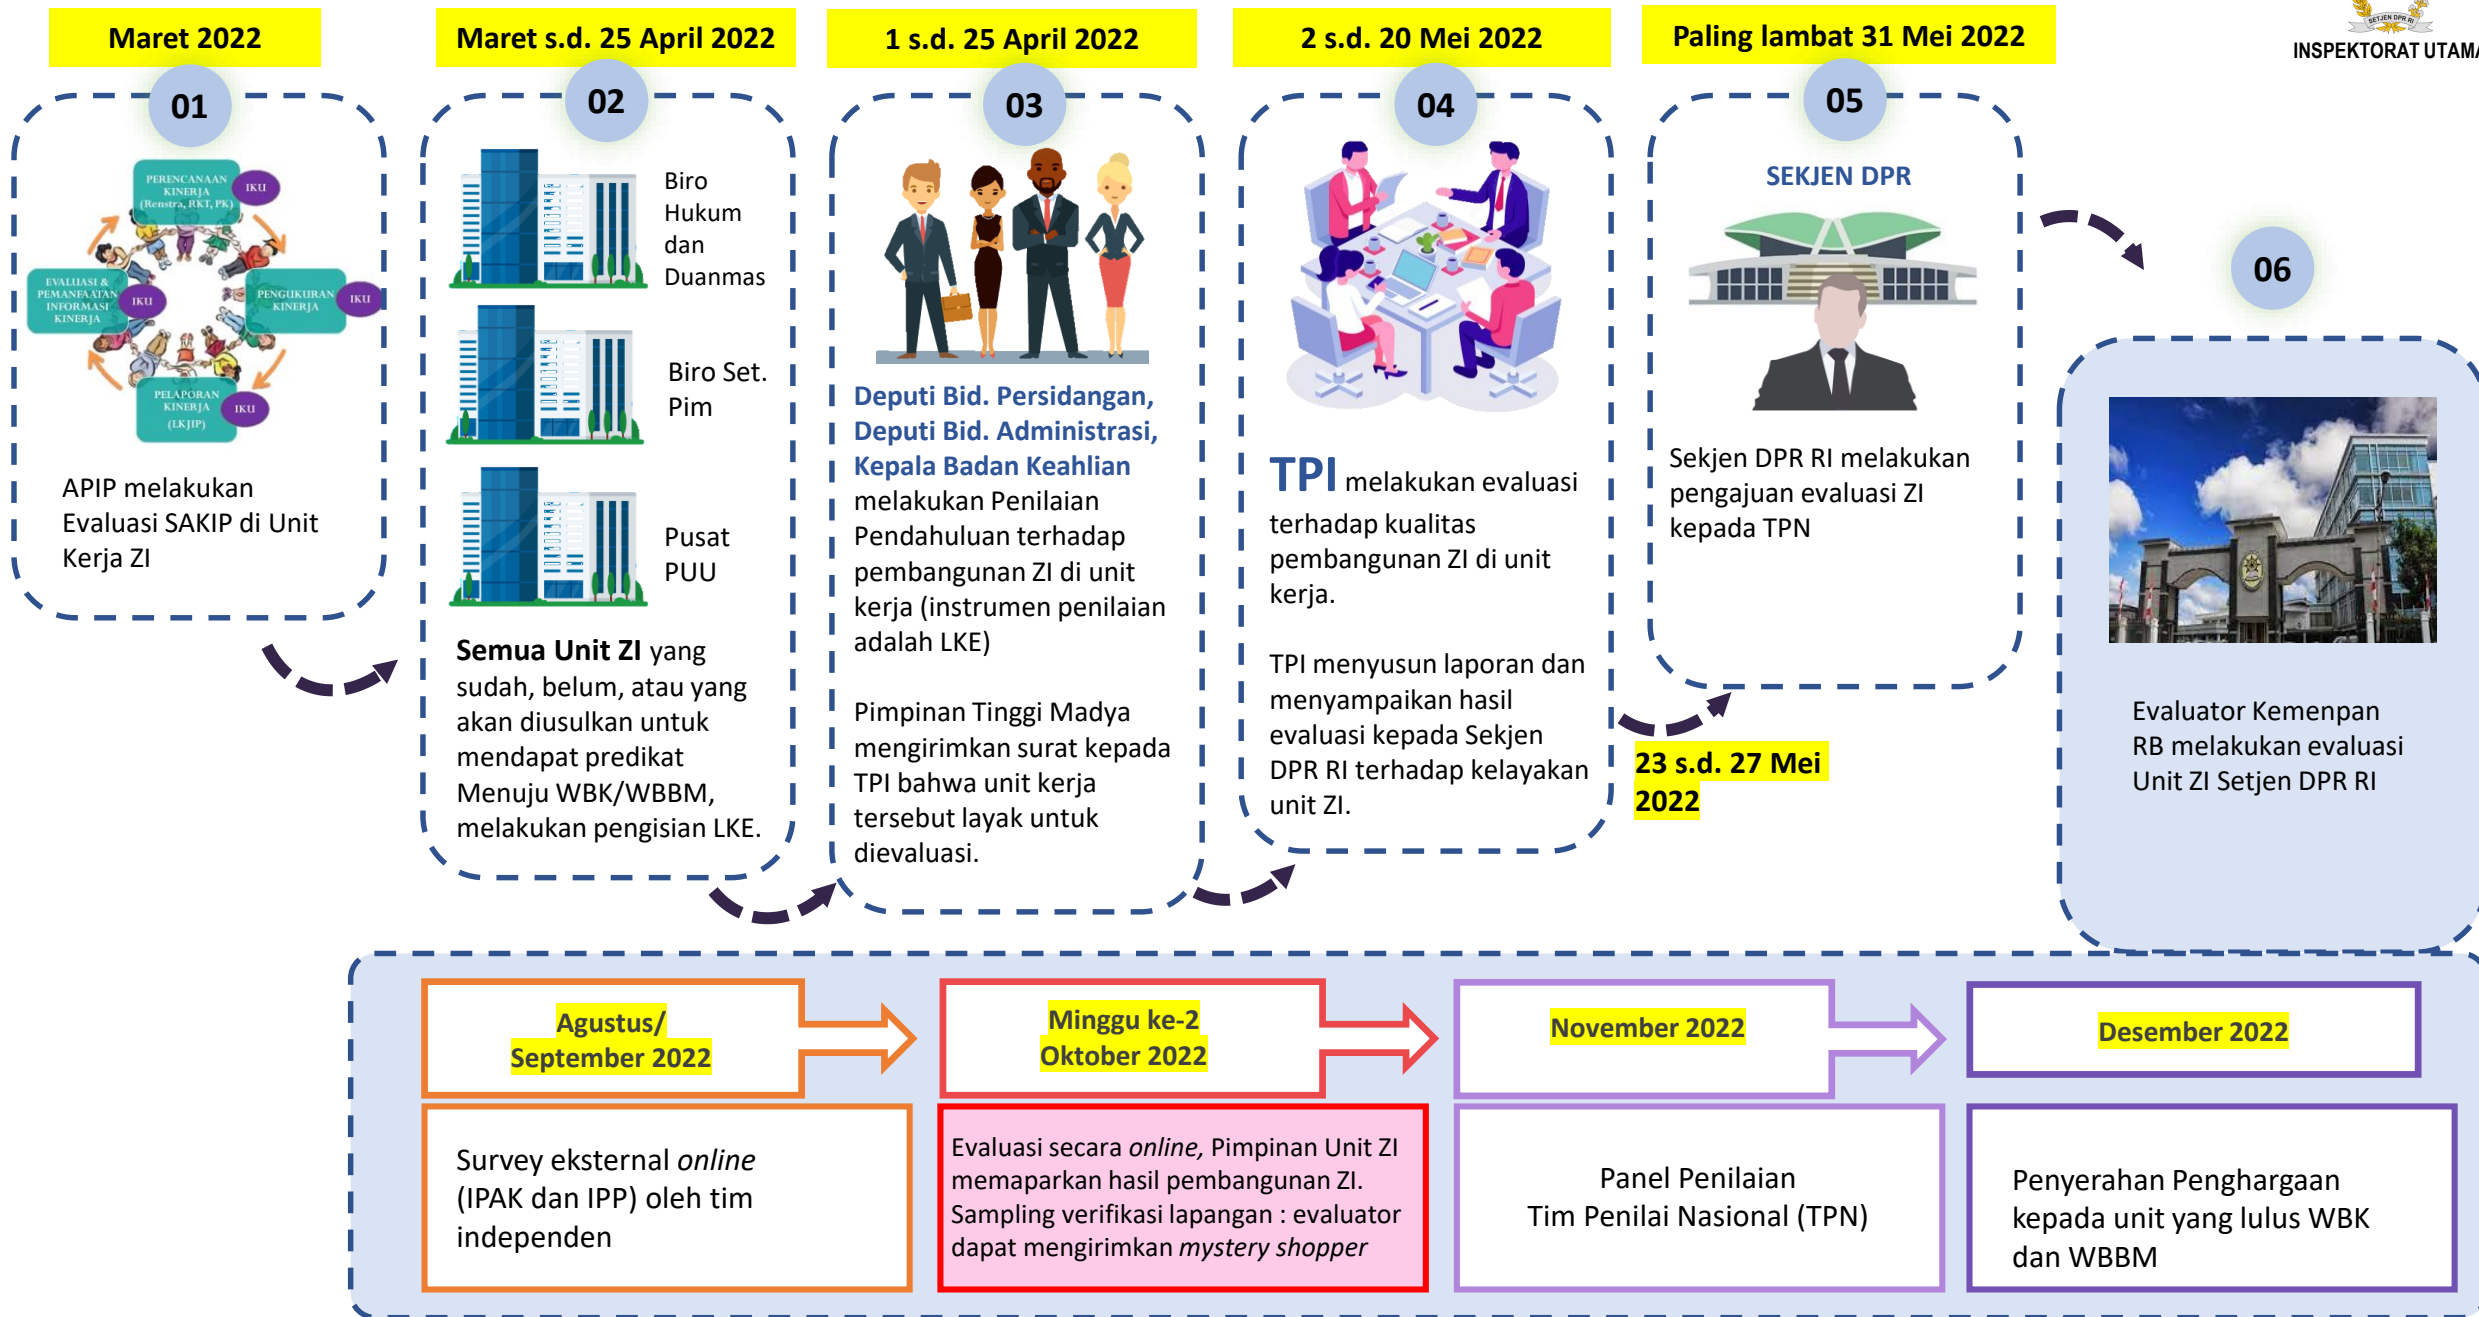 Maret 2022
Maret s.d. 25 April 2022
1 s.d. 25 April 2022
2 s.d. 20 Mei 2022
Paling lambat 31 Mei 2022
SETJEN DPR RI
INSPEKTORAT UTAMA
01
PERENCANAAN
KINERJA
(Renstra, RKT, PK)
IKU
PENGUKURAN
KINERJA
IKU
PELAPORAN
KINERJA
(LKJIP)
IKU
EVALUASI &
PEMANFAATAN
INFORMASI
KINERJA
IKU
APIP melakukan
Evaluasi SAKIP di Unit
Kerja ZI
02
Biro
Hukum
dan
Duanmas
Biro Set.
Pim
Pusat
PUU
Semua Unit ZI yang
sudah, belum, atau yang
akan diusulkan untuk
mendapat predikat
Menuju WBK/WBBM,
melakukan pengisian LKE.
03
Deputi Bid. Persidangan,
Deputi Bid. Administrasi,
Kepala Badan Keahlian
melakukan Penilaian
Pendahuluan terhadap
pembangunan ZI di unit
kerja (instrumen penilaian
adalah LKE)
Pimpinan Tinggi Madya
mengirimkan surat kepada
TPI bahwa unit kerja
tersebut layak untuk
dievaluasi.
04
TPI melakukan evaluasi
terhadap kualitas
pembangunan ZI di unit
kerja.
TPI menyusun laporan dan
menyampaikan hasil
evaluasi kepada Sekjen
DPR RI terhadap kelayakan
unit ZI.
23 s.d. 27 Mei
2022
05
SEKJEN DPR
Sekjen DPR RI melakukan
pengajuan evaluasi ZI
kepada TPN
06
Evaluator Kemenpan
RB melakukan evaluasi
Unit ZI Setjen DPR RI
Agustus/
September 2022
Survey eksternal online
(IPAK dan IPP) oleh tim
independen
Minggu ke-2
Oktober 2022
Evaluasi secara online, Pimpinan Unit ZI
memaparkan hasil pembangunan ZI.
Sampling verifikasi lapangan : evaluator
dapat mengirimkan mystery shopper
November 2022
Panel Penilaian
Tim Penilai Nasional (TPN)
Desember 2022
Penyerahan Penghargaan
kepada unit yang lulus WBK
dan WBBM